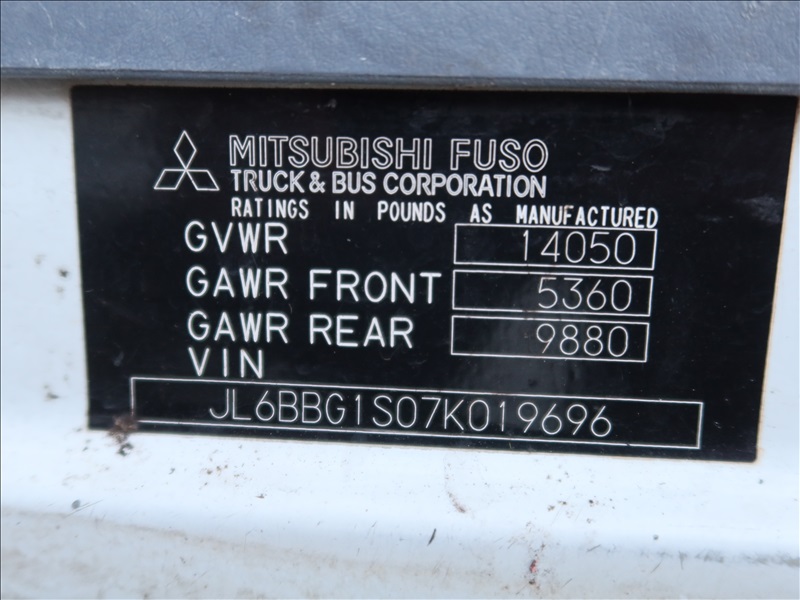 MITSUBISHI FUSO
TRUCK & BUS CORPORATION
RATINGS IN POUNDS AS MANUFACTURED
GVWR 14050
GAWR FRONT 5360
GAWR REAR 9880
VIN
JL6BBG1S07K019696